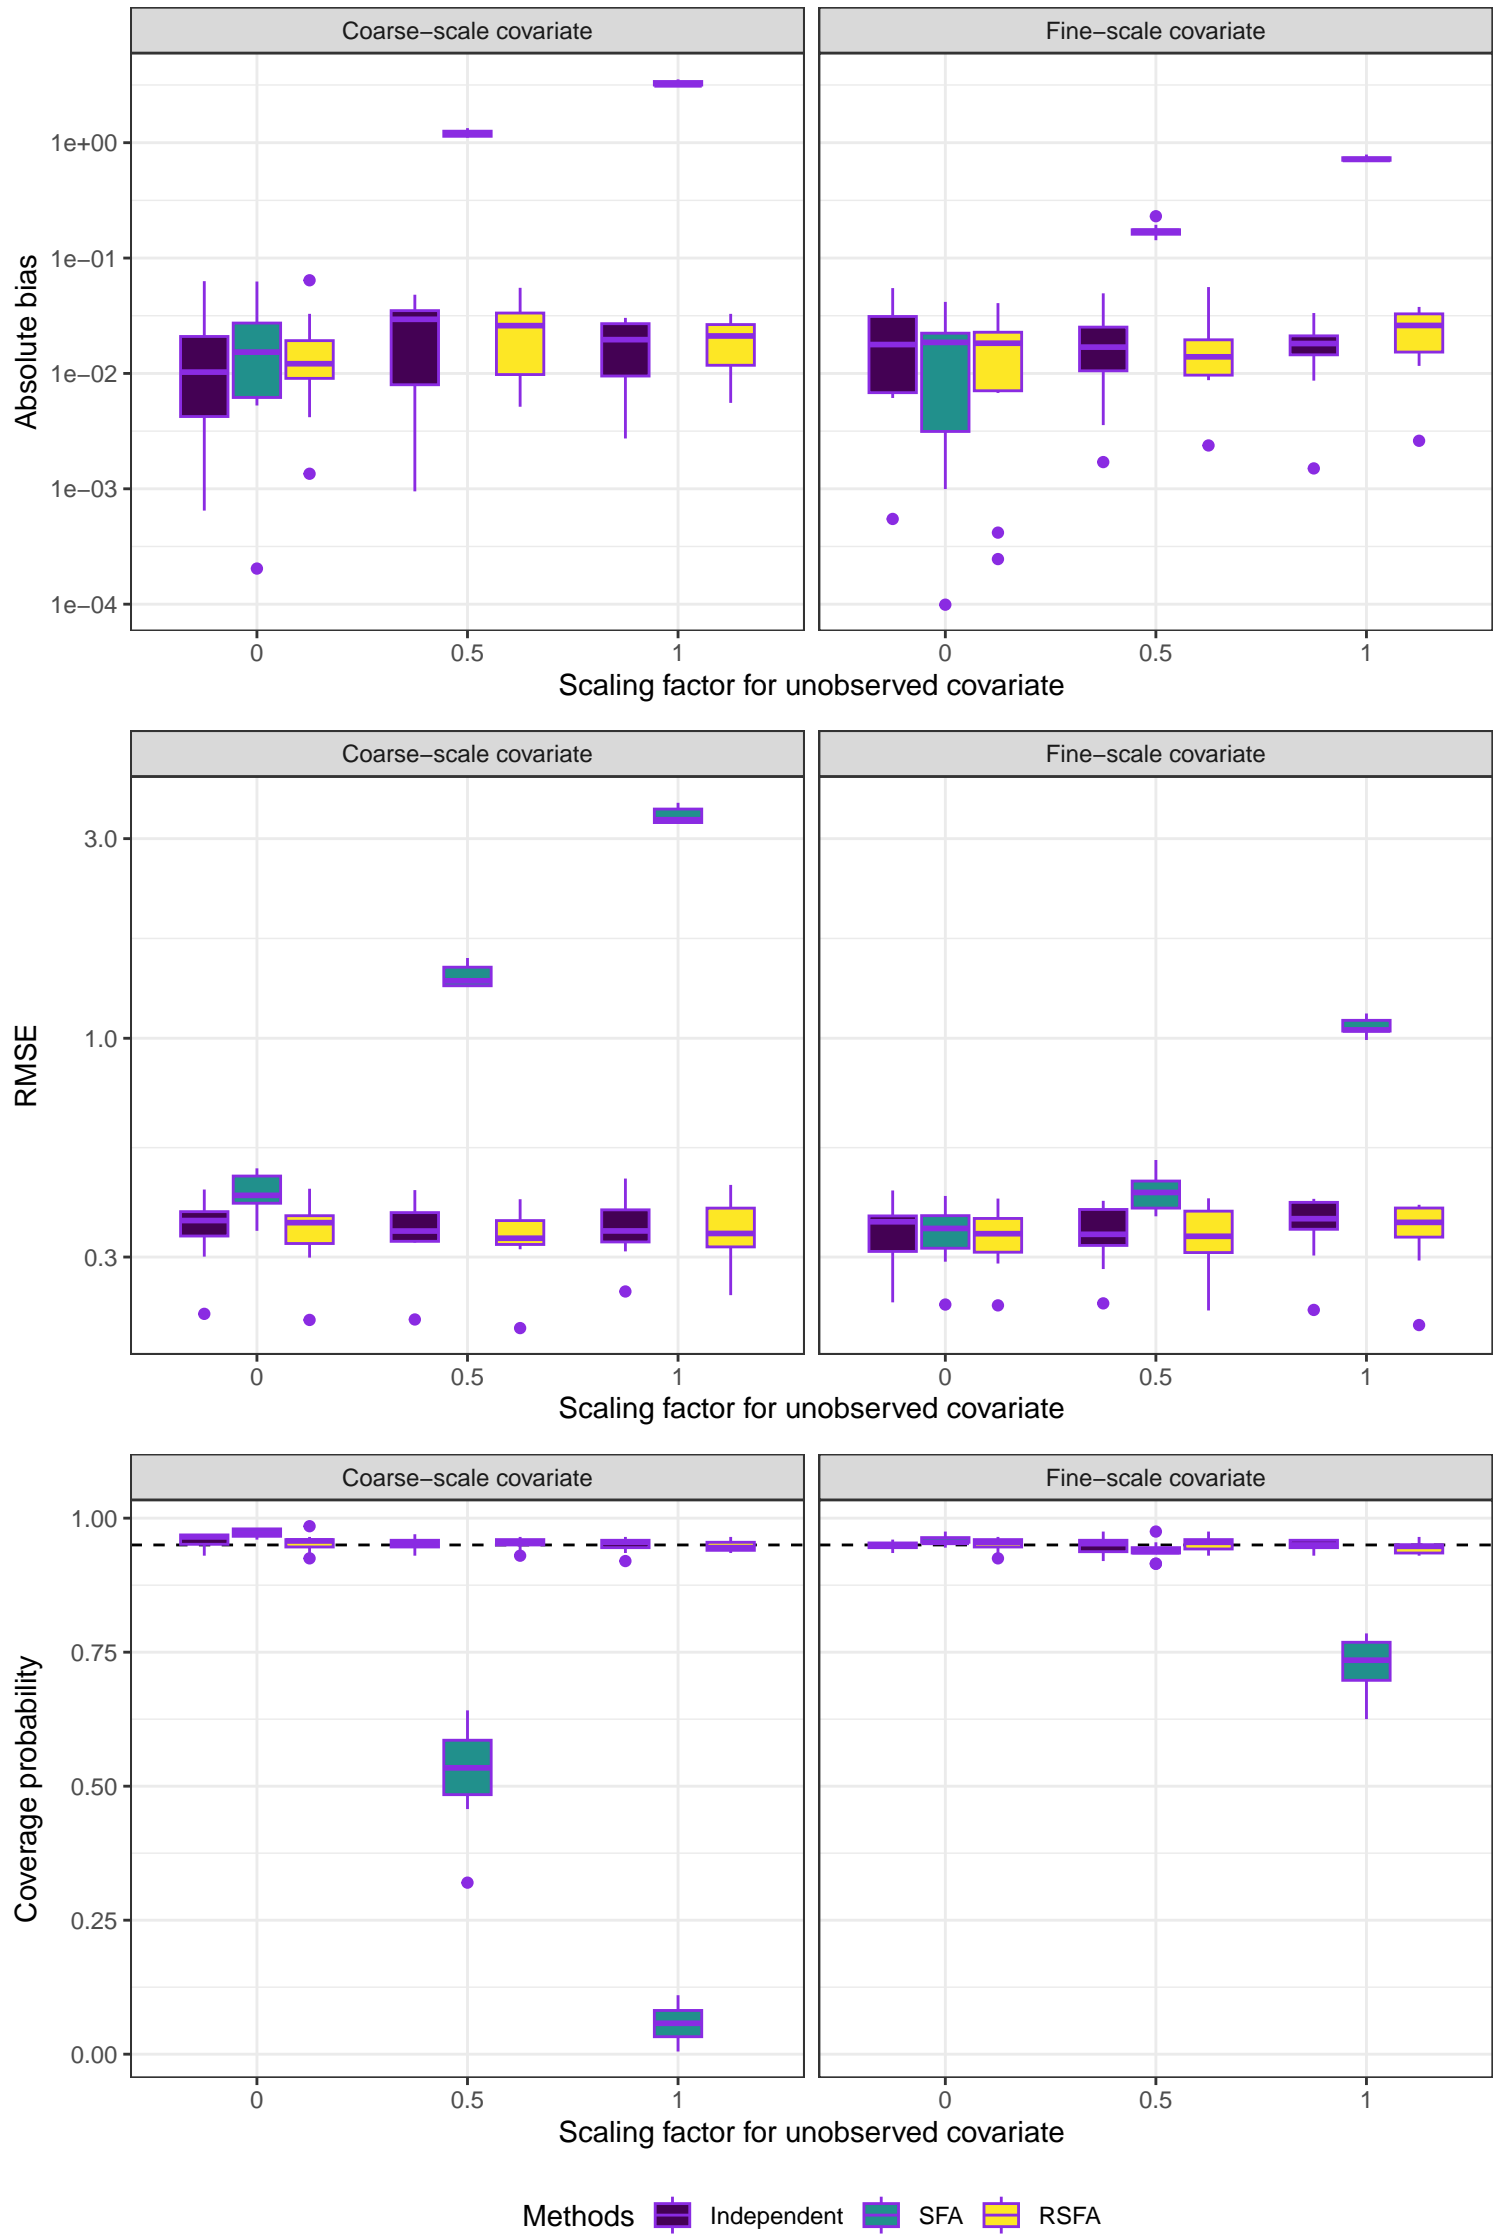 Coarse−scale covariate
Fine−scale covariate
Absolute bias
1e+00
1e−01
1e−02
1e−03
1e−04
0 0.5 1 0 0.5 1
Scaling factor for unobserved covariate
Coarse−scale covariate
Fine−scale covariate
RMSE
3.0
1.0
0.3
0 0.5 1 0 0.5 1
Scaling factor for unobserved covariate
Coarse−scale covariate
Fine−scale covariate
Coverage probability
1.00
0.75
0.50
0.25
0.00
0 0.5 1 0 0.5 1
Scaling factor for unobserved covariate
Methods Independent SFA RSFA